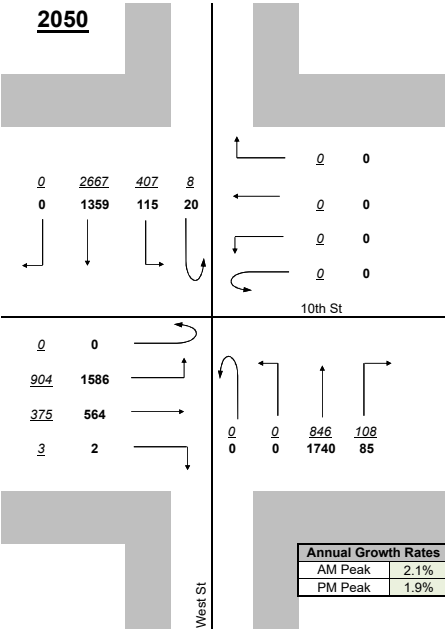 2050
0 2667 407 8
0 1359 115 20
0 0
0 0
0 0
0 0
10th St
0 0
904 1586
375 564
3 2
0 0 846 108
0 0 1740 85
West St
Annual Growth Rates
AM Peak 2.1%
PM Peak 1.9%